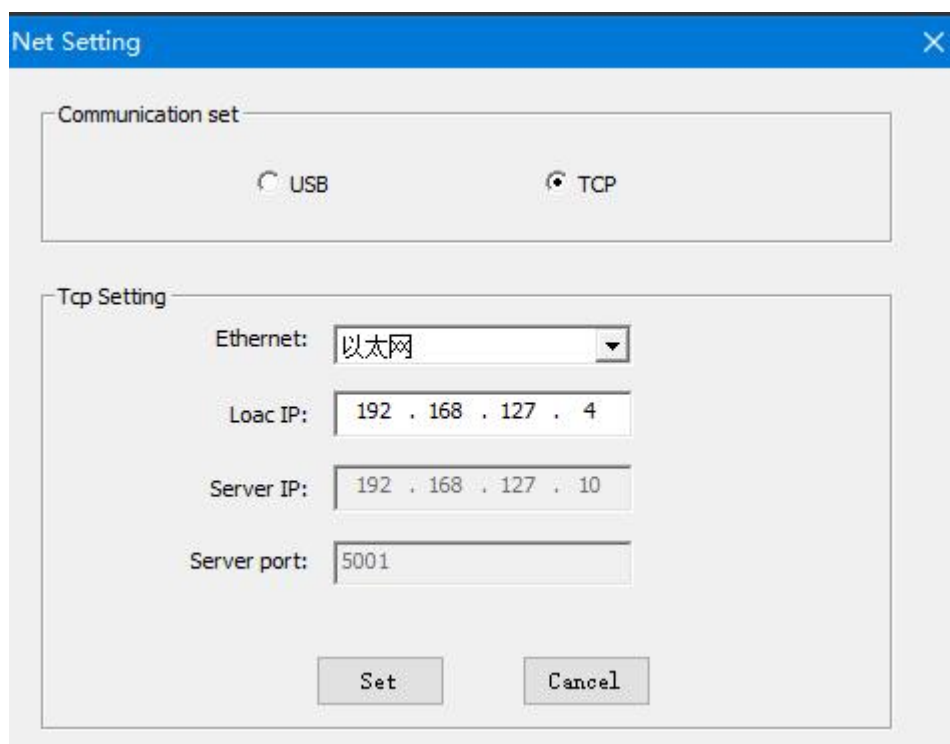 Net Setting
Communication set
USB TCP
Tcp Setting
Ethernet: 以太网
Loac IP: 192 . 168 . 127 . 4
Server IP: 192 . 168 . 127 . 10
Server port: 5001
Set Cancel